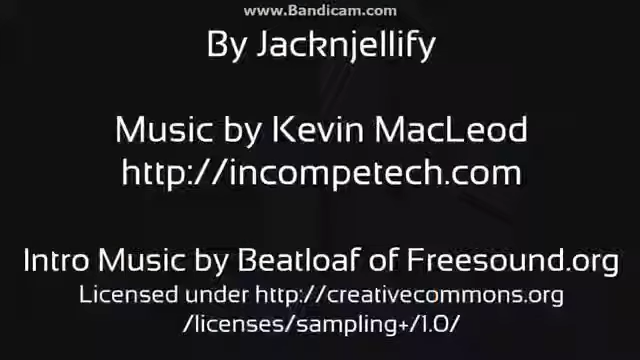 www.Bandicam.com
By Jacknjellify
Music by Kevin MacLeod
http://incompetech.com
Intro Music by Beatloaf of Freesound.org
Licensed under http://creativecommons.org
/licenses/sampling+/1.0/